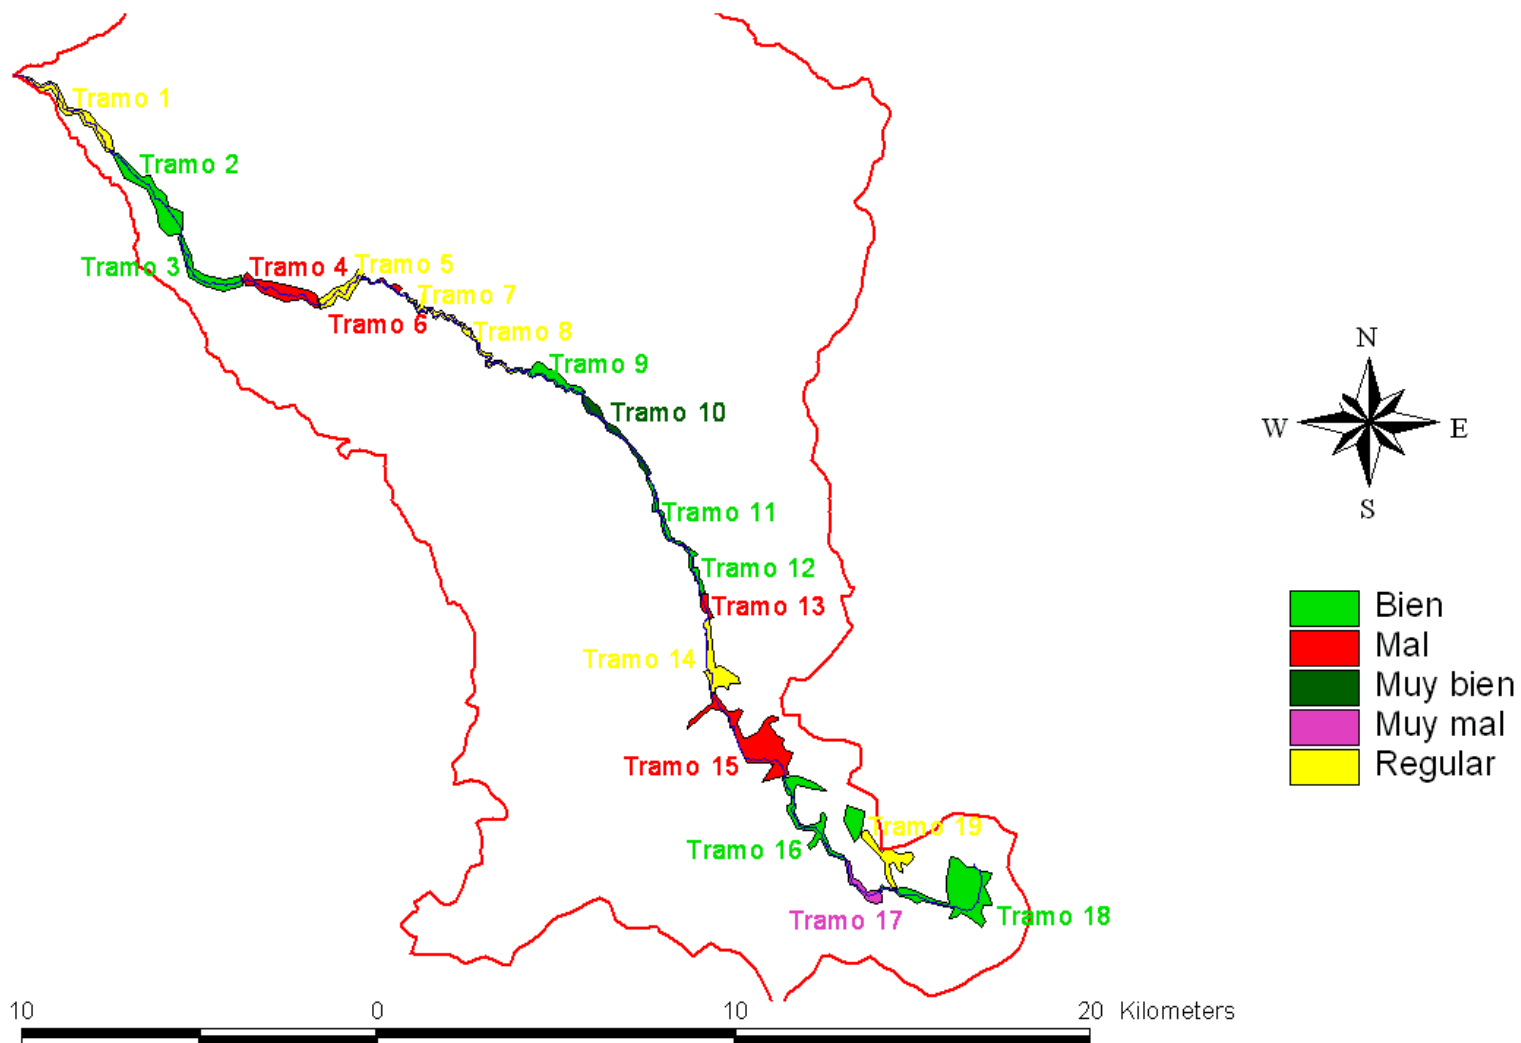 Tramo 1
Tramo 2
Tramo 3
Tramo 4
Tramo 5
Tramo 6
Tramo 7
Tramo 8
Tramo 9
Tramo 10
Tramo 11
Tramo 12
Tramo 13
Tramo 14
Tramo 15
Tramo 16
Tramo 17
Tramo 18
Tramo 19
N
W
E
S
Bien
Mal
Muy bien
Muy mal
Regular
10 0 10 20 Kilometers